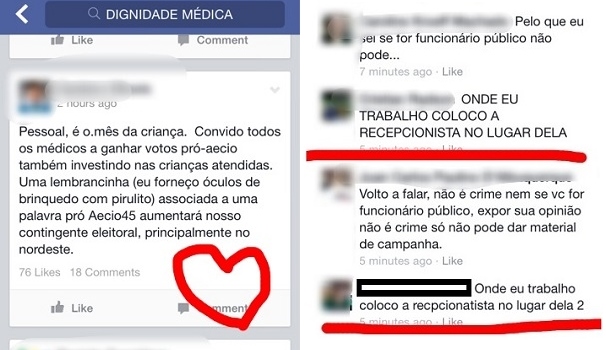 DIGNIDADE MÉDICA
Like
Comment
2 hours ago
Pessoal, é o.mês da criança. Convido todos
os médicos a ganhar votos pró-aecio
também investindo nas crianças atendidas.
Uma lembrancinha (eu forneço óculos de
brinquedo com pirulito) associada a uma
palavra pró Aecio45 aumentará nosso
contingente eleitoral, principalmente no
nordeste.
76 Likes 18 Comments
Like
Comment
Pelo que eu
sei se for funcionário público não
pode...
7 minutes ago · Like
ONDE EU
TRABALHO COLOCO A
RECEPCIONISTA NO LUGAR DELA
Volto a falar, não é crime nem se vc for
funcionário público, expor sua opinião
não é crime só não pode dar material
de campanha.
5 minutes ago · Like
Onde eu trabalho
coloco a recpcionatista no lugar dela 2
5 minutes ago · Like